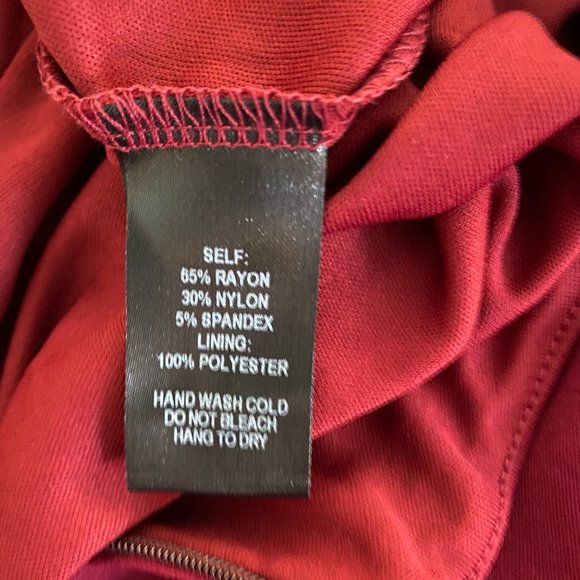 SELF:
65% RAYON
30% NYLON
5% SPANDEX
LINING:
100% POLYESTER
HAND WASH COLD
DO NOT BLEACH
HANG TO DRY